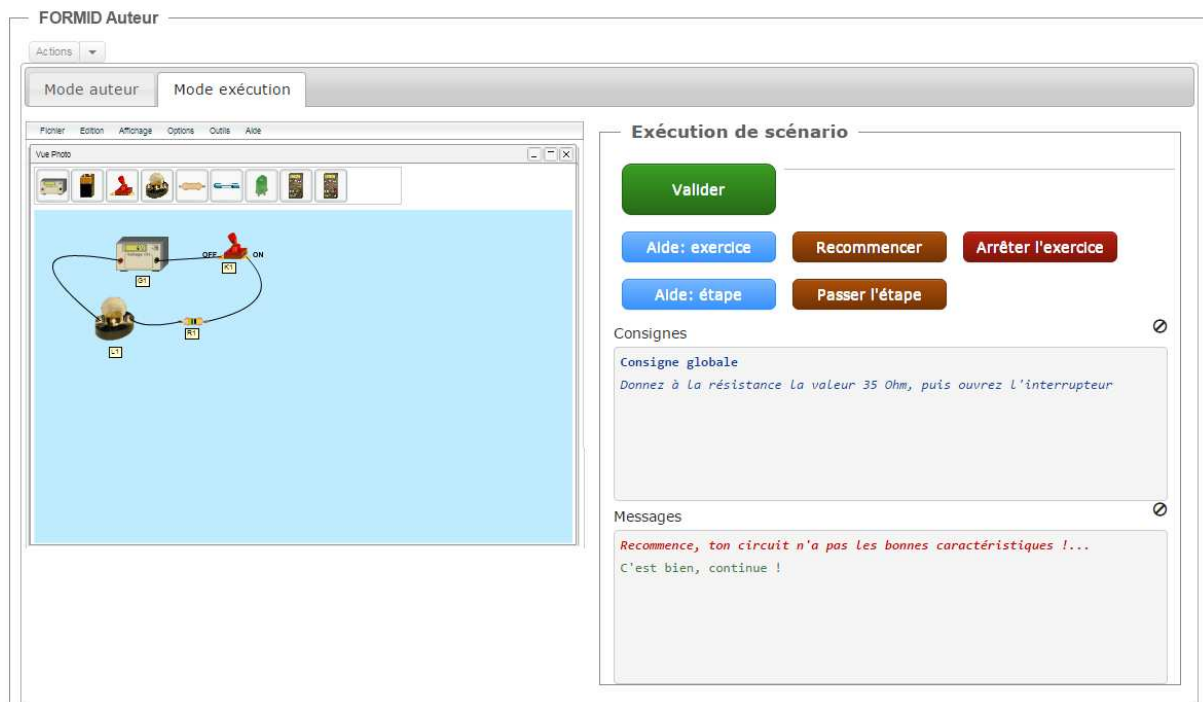 FORMID Auteur
Actions
Mode auteur Mode exécution
Fichier Edition Affichage Options Outils Aide
Vue Photo
OFF ON
K1
G1
R1
L1
Exécution de scénario
Valider
Aide: exercice Recommencer Arrêter l'exercice
Aide: étape Passer l'étape
Consignes
Consigne globale
Donnez à la résistance la valeur 35 Ohm, puis ouvrez l'interrupteur
Messages
Recommence, ton circuit n'a pas les bonnes caractéristiques !...
C'est bien, continue !